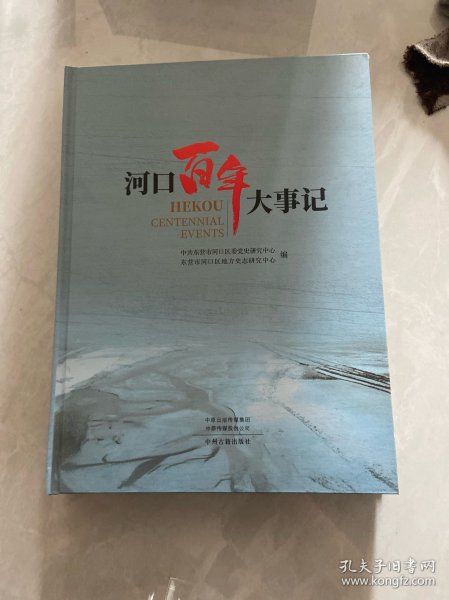 河口百年大事记
HEKOU
CENTENNIAL
EVENTS
中共东营市河口区委党史研究中心
东营市河口区地方史志研究中心
编
中原出版传媒集团
中原传媒股份公司
中州古籍出版社
孔夫子旧书网
www.kongfz.com